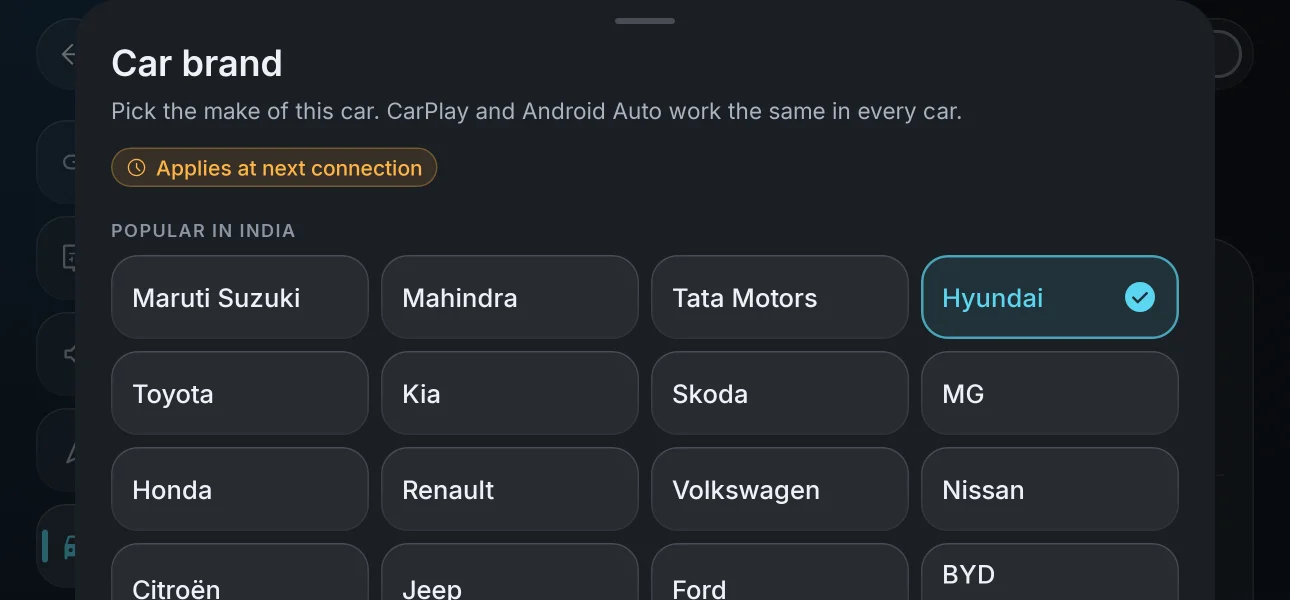 Car brand
Pick the make of this car. CarPlay and Android Auto work the same in every car.
Applies at next connection
POPULAR IN INDIA
Maruti Suzuki
Mahindra
Tata Motors
Hyundai
Toyota
Kia
Skoda
MG
Honda
Renault
Volkswagen
Nissan
Citroën
Jeep
Ford
BYD